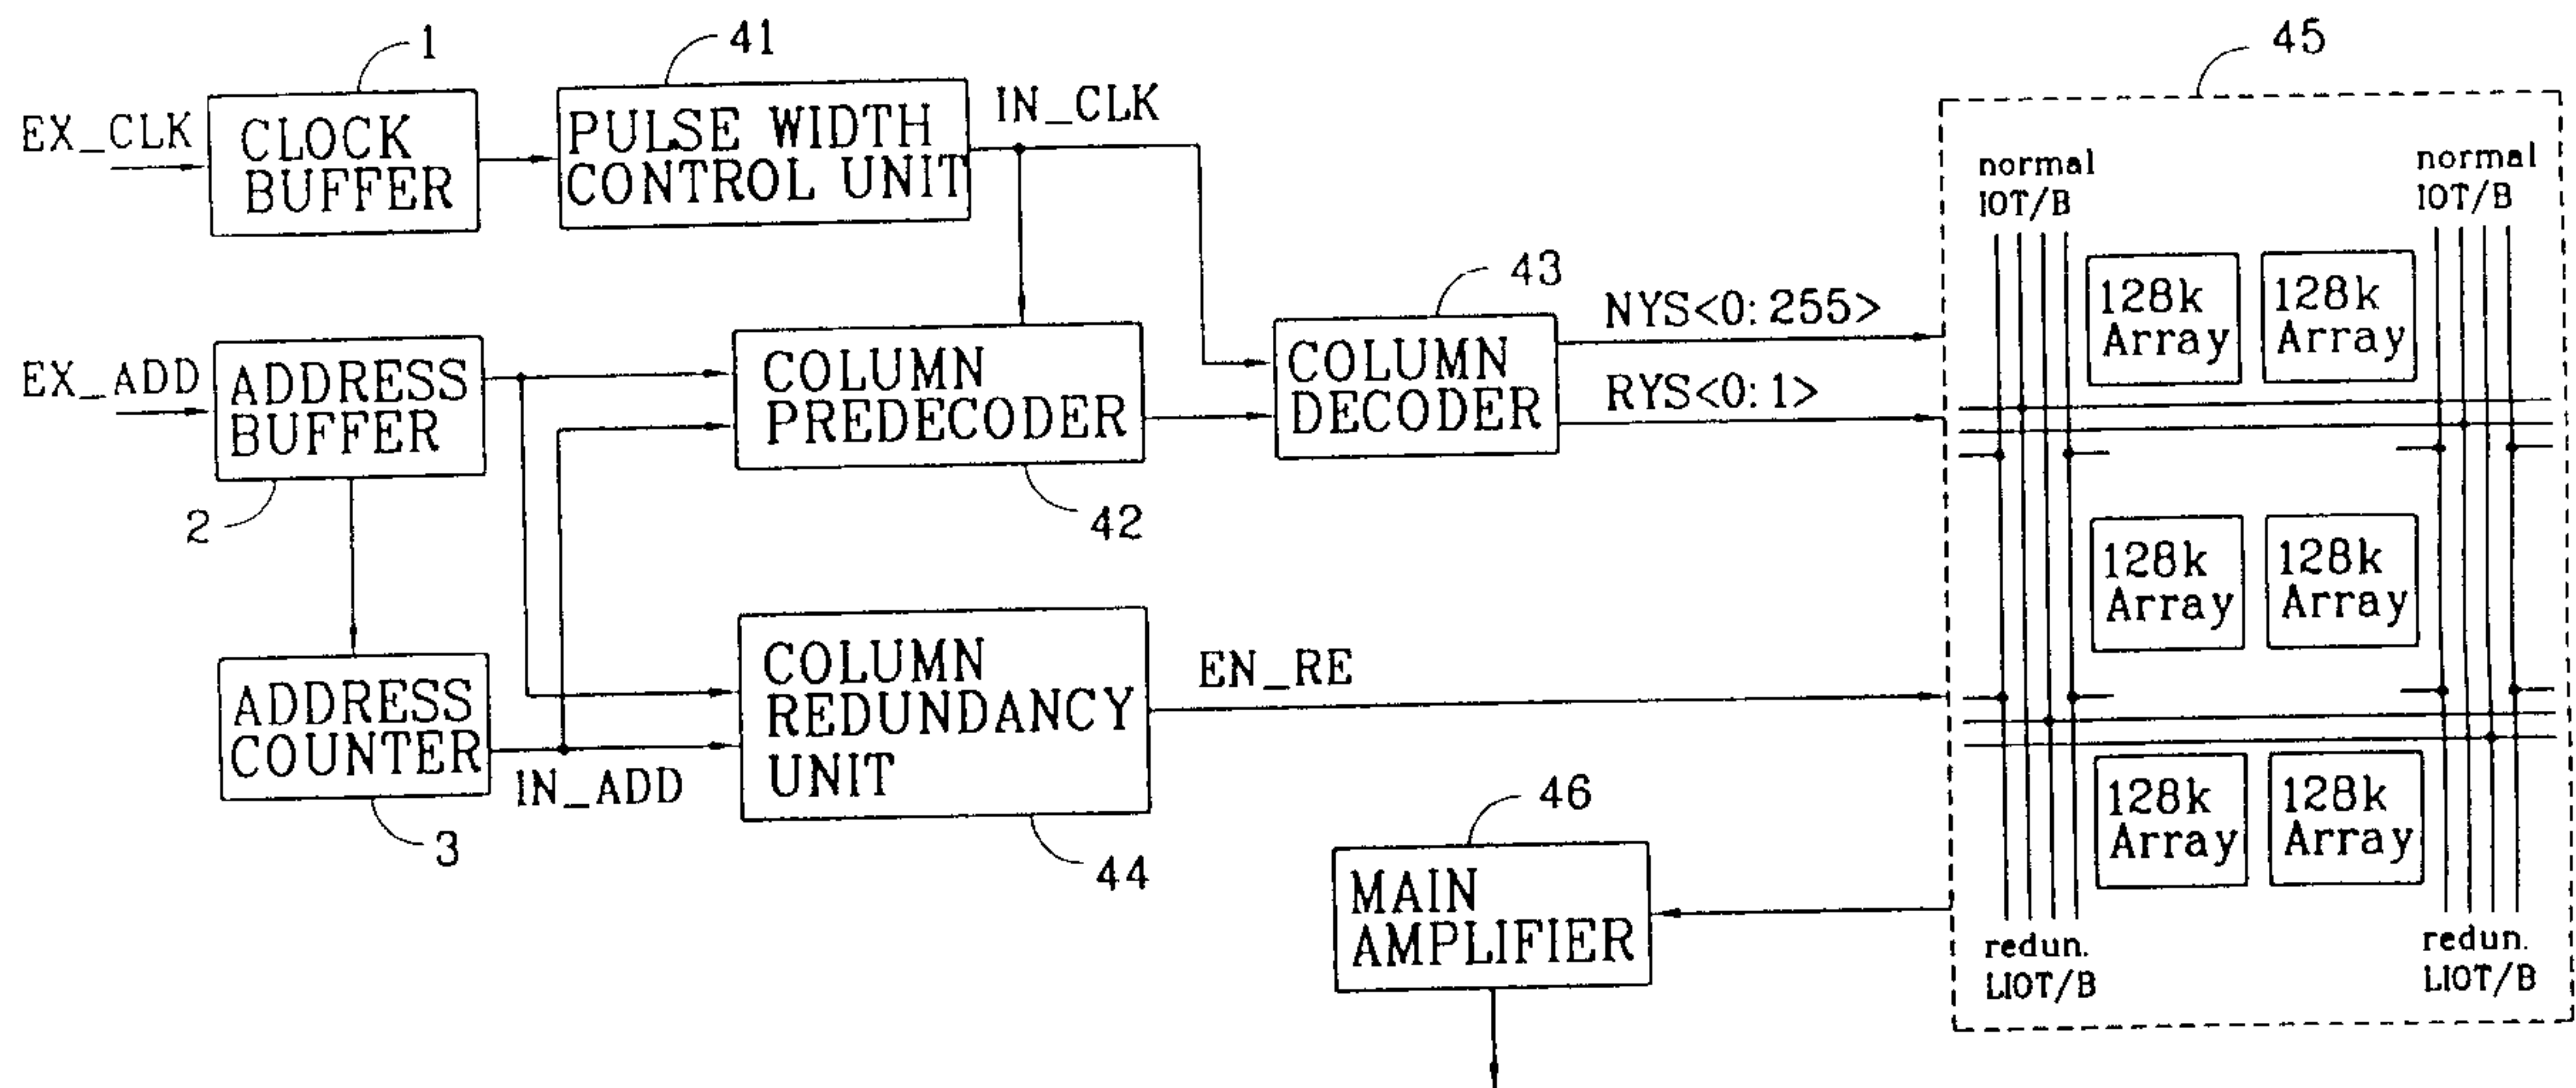 1
41
45
EX_CLK
CLOCK
BUFFER
PULSE WIDTH
CONTROL UNIT
IN_CLK
normal
IOT/B
normal
IOT/B
43
128k
Array
128k
Array
EX_ADD
ADDRESS
BUFFER
2
COLUMN
PREDECODER
42
COLUMN
DECODER
NYS<0:255>
RYS<0:1>
128k
Array
128k
Array
ADDRESS
COUNTER
3
IN_ADD
COLUMN
REDUNDANCY
UNIT
44
EN_RE
46
MAIN
AMPLIFIER
128k
Array
128k
Array
redun.
LIOT/B
redun.
LIOT/B